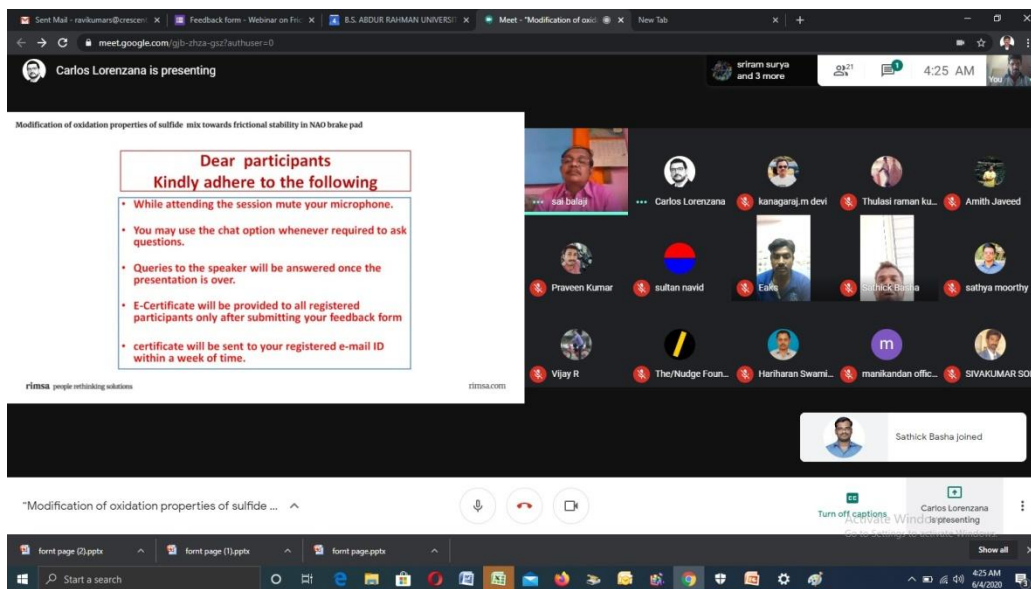 Sent Mail - ravikumars@crescent
Feedback form - Webinar on Fric
B.S. ABDUR RAHMAN UNIVERSIT
Meet - "Modification of oxid
New Tab
meet.google.com/gjb-zhza-gsz?authuser=0
Carlos Lorenzana is presenting
sriram surya
and 3 more
21
1
4:25 AM
You
Modification of oxidation properties of sulfide mix towards frictional stability in NAO brake pad
Dear participants
Kindly adhere to the following
• While attending the session mute your microphone.
• You may use the chat option whenever required to ask
questions.
• Queries to the speaker will be answered once the
presentation is over.
• E-Certificate will be provided to all registered
participants only after submitting your feedback form
• certificate will be sent to your registered e-mail ID
within a week of time.
rimsa people rethinking solutions
rimsa.com
sai balaji
Carlos Lorenzana
kanagaraj.m devi
Thulasi raman ku...
Amith Javeed
Praveen Kumar
sultan navid
Eaks
Sathick Basha
sathya moorthy
m
Vijay R
The/Nudge Foun...
Hariharan Swami...
manikandan offic...
SIVAKUMAR SO
Sathick Basha joined
"Modification of oxidation properties of sulfide ...
Turn off captions
Carlos Lorenzana
is presenting
Activate Windows
Go to Settings to activate Windows.
fornt page (2).pptx
fornt page (1).pptx
fornt page.pptx
Show all
Start a search
4:25 AM
6/4/2020